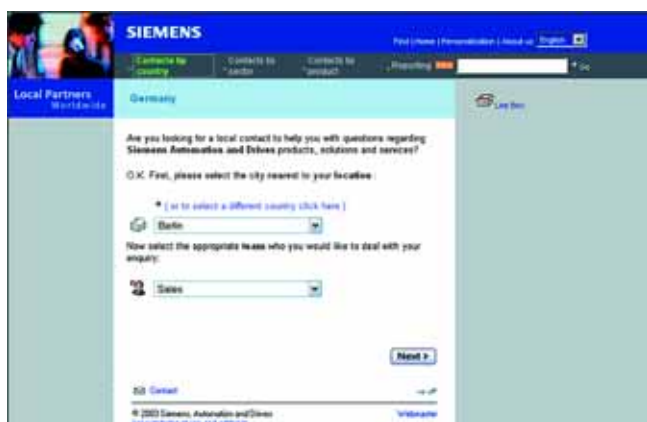 SIEMENS
Find | Home | Personalization | About us English
Contacts by country
Contacts by sector
Contacts by product
Reporting
Go
Local Partners
Worldwide
Germany
Are you looking for a local contact to help you with questions regarding
Siemens Automation and Drives products, solutions and services?
O.K. First, please select the city nearest to your location :
( or to select a different country click here )
Berlin
Now select the appropriate team who you would like to deal with your
enquiry:
Sales
Next >
Contact
© 2003 Siemens, Automation and Drives
Webmaster